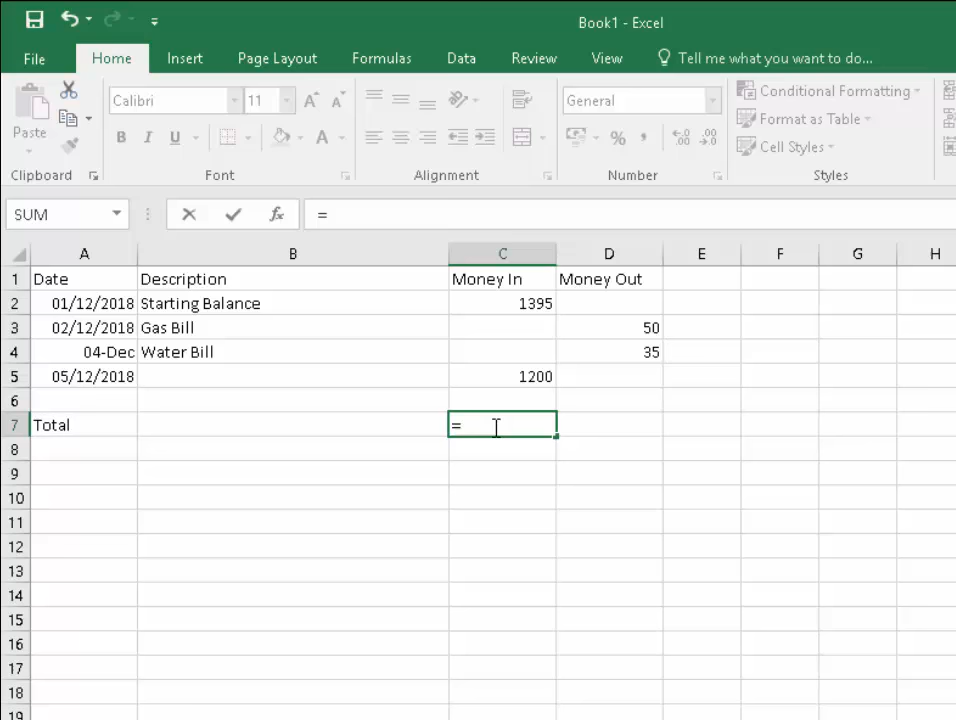 Book1 - Excel
File Home Insert Page Layout Formulas Data Review View Tell me what you want to do...
Calibri 11 General Conditional Formatting
Paste B I U A % Format as Table
Cell Styles
Clipboard Font Alignment Number Styles
SUM fx =
A B C D E F G H
1 Date Description Money In Money Out
2 01/12/2018 Starting Balance 1395
3 02/12/2018 Gas Bill 50
4 04-Dec Water Bill 35
5 05/12/2018 1200
6
7 Total =
8
9
10
11
12
13
14
15
16
17
18
19